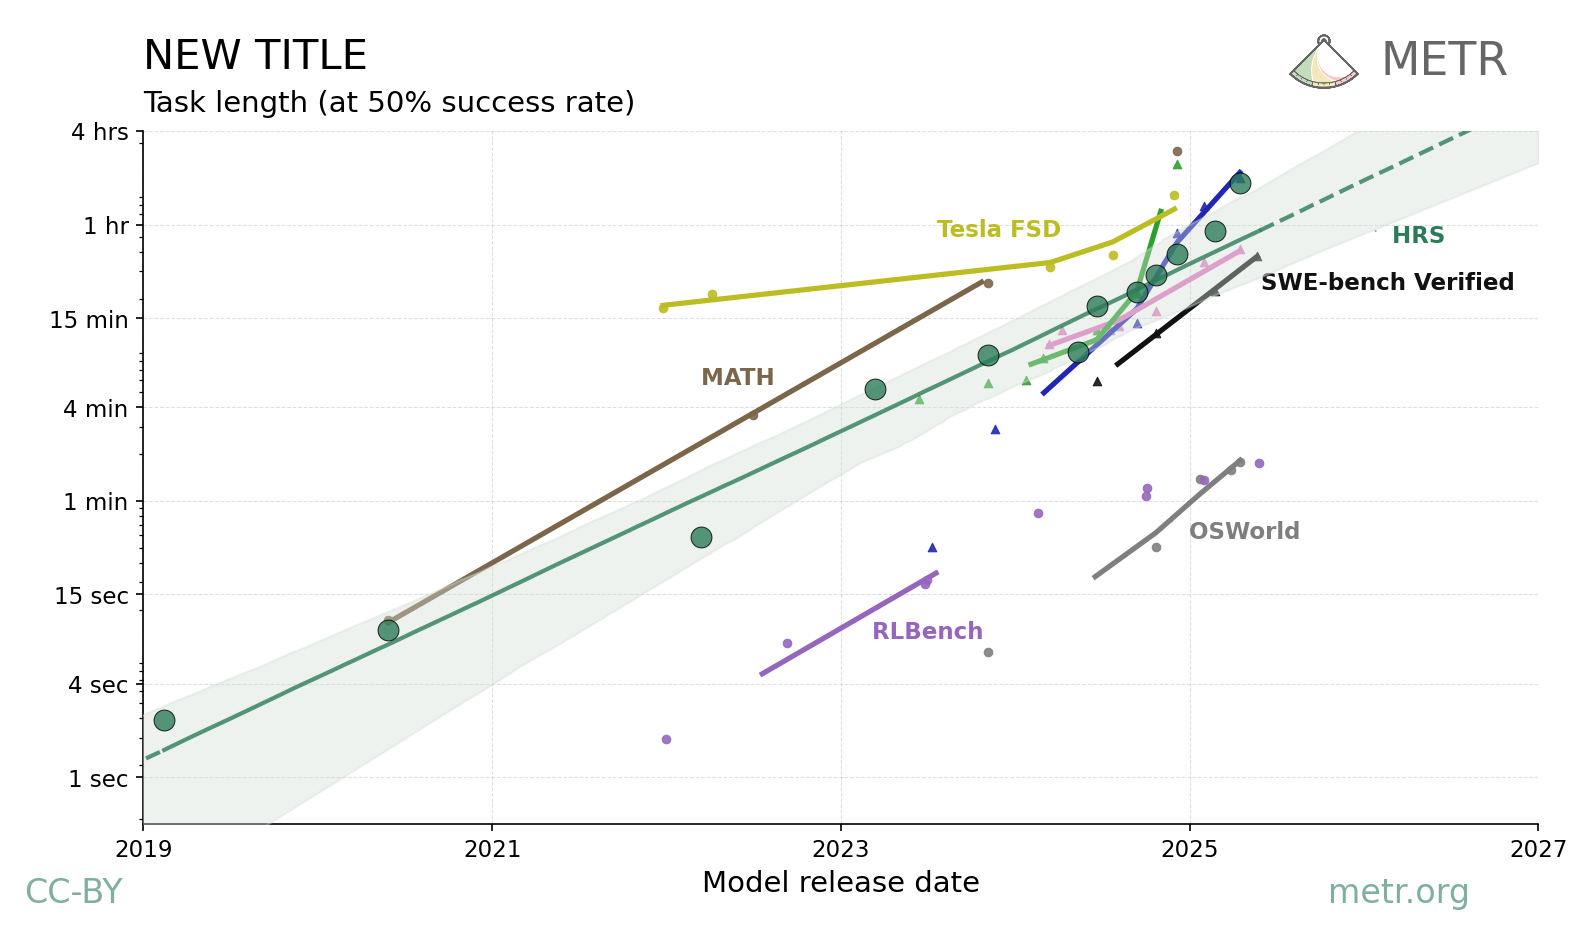 NEW TITLE
METR
Task length (at 50% success rate)
4 hrs
1 hr
15 min
4 min
1 min
15 sec
4 sec
1 sec
Tesla FSD
HRS
SWE-bench Verified
MATH
OSWorld
RLBench
2019
2021
2023
2025
2027
Model release date
CC-BY
metr.org